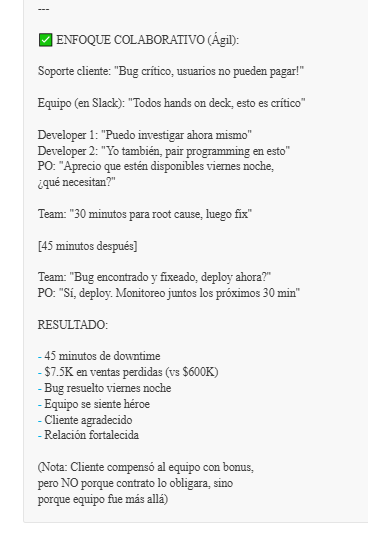 ---
✅ ENFOQUE COLABORATIVO (Ágil):
Soporte cliente: "Bug crítico, usuarios no pueden pagar!"
Equipo (en Slack): "Todos hands on deck, esto es crítico"
Developer 1: "Puedo investigar ahora mismo"
Developer 2: "Yo también, pair programming en esto"
PO: "Aprecio que estén disponibles viernes noche,
¿qué necesitan?"
Team: "30 minutos para root cause, luego fix"
[45 minutos después]
Team: "Bug encontrado y fixeado, deploy ahora?"
PO: "Sí, deploy. Monitoreo juntos los próximos 30 min"
RESULTADO:
- 45 minutos de downtime
- $7.5K en ventas perdidas (vs $600K)
- Bug resuelto viernes noche
- Equipo se siente héroe
- Cliente agradecido
- Relación fortalecida
(Nota: Cliente compensó al equipo con bonus,
pero NO porque contrato lo obligara, sino
porque equipo fue más allá)